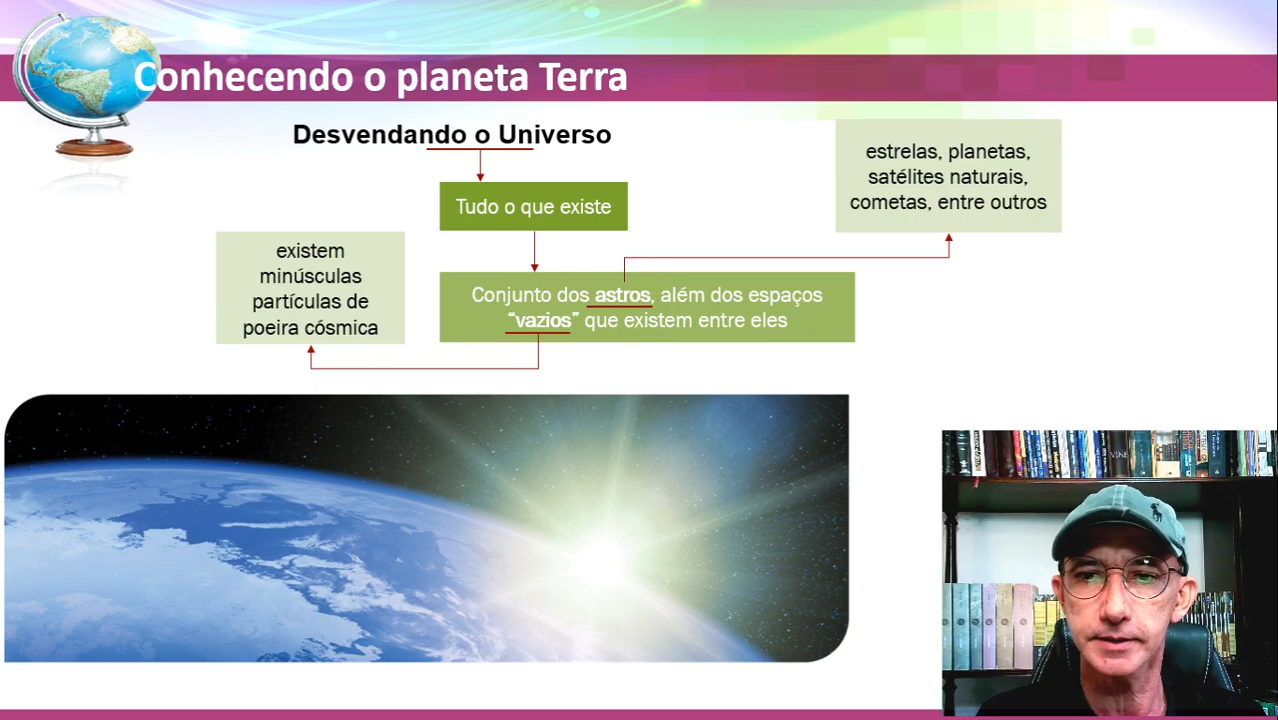 Conhecendo o planeta Terra
Desvendando o Universo
Tudo o que existe
estrelas, planetas,
satélites naturais,
cometas, entre outros
existem
minúsculas
partículas de
poeira cósmica
Conjunto dos astros, além dos espaços
“vazios” que existem entre eles
VINE